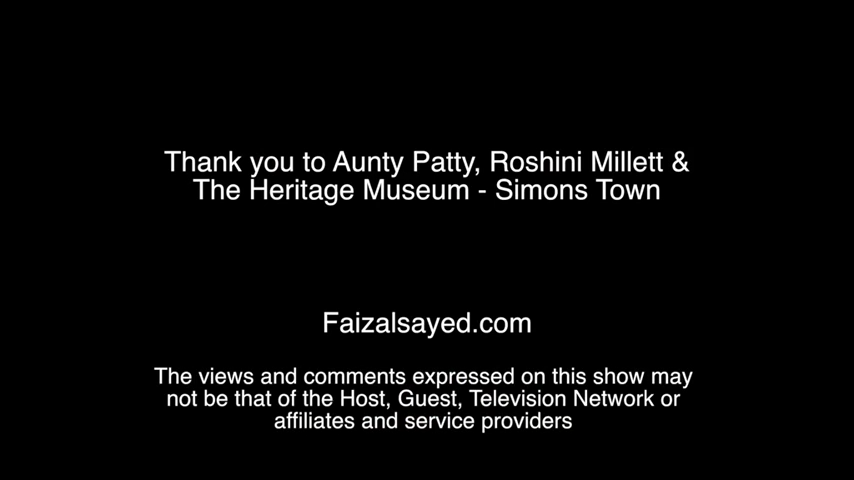 Thank you to Aunty Patty, Roshini Millett &
The Heritage Museum - Simons Town
Faizalsayed.com
The views and comments expressed on this show may
not be that of the Host, Guest, Television Network or
affiliates and service providers